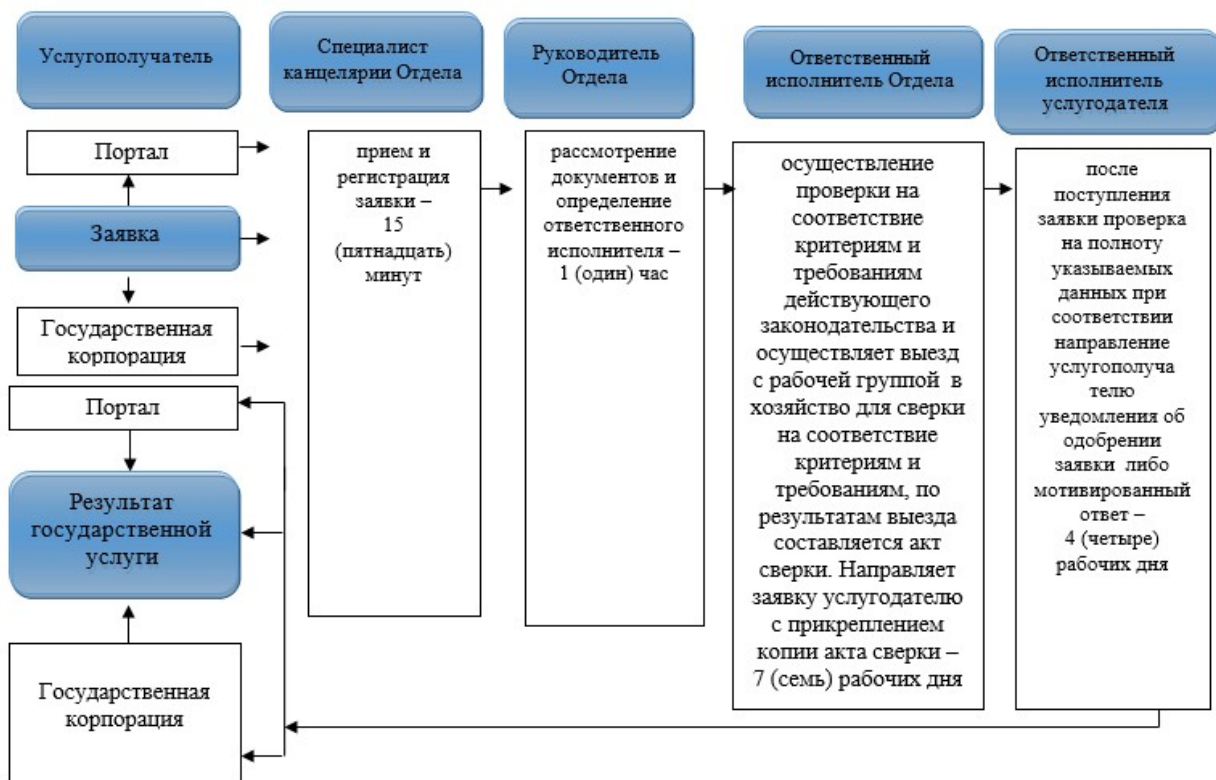 Услугополучатель
Специалист
канцелярии Отдела
Руководитель
Отдела
Ответственный
исполнитель Отдела
Ответственный
исполнитель
услугодателя
Портал
Заявка
Государственная
корпорация
прием и
регистрация
заявки –
15
(пятнадцать)
минут
рассмотрение
документов и
определение
ответственного
исполнителя –
1 (один) час
осуществление
проверки на
соответствие
критериям и
требованиям
действующего
законодательства и
осуществляет выезд
с рабочей группой в
хозяйство для сверки
на соответствие
критериям и
требованиям, по
результатам выезда
составляется акт
сверки. Направляет
заявку услугодателю
с прикреплением
копии акта сверки –
7 (семь) рабочих дня
после
поступления
заявки проверка
на полноту
указываемых
данных при
соответствии
направление
услугополуча
телю
уведомления об
одобрении
заявки либо
мотивированный
ответ –
4 (четыре)
рабочих дня
Портал
Результат
государственной
услуги
Государственная
корпорация